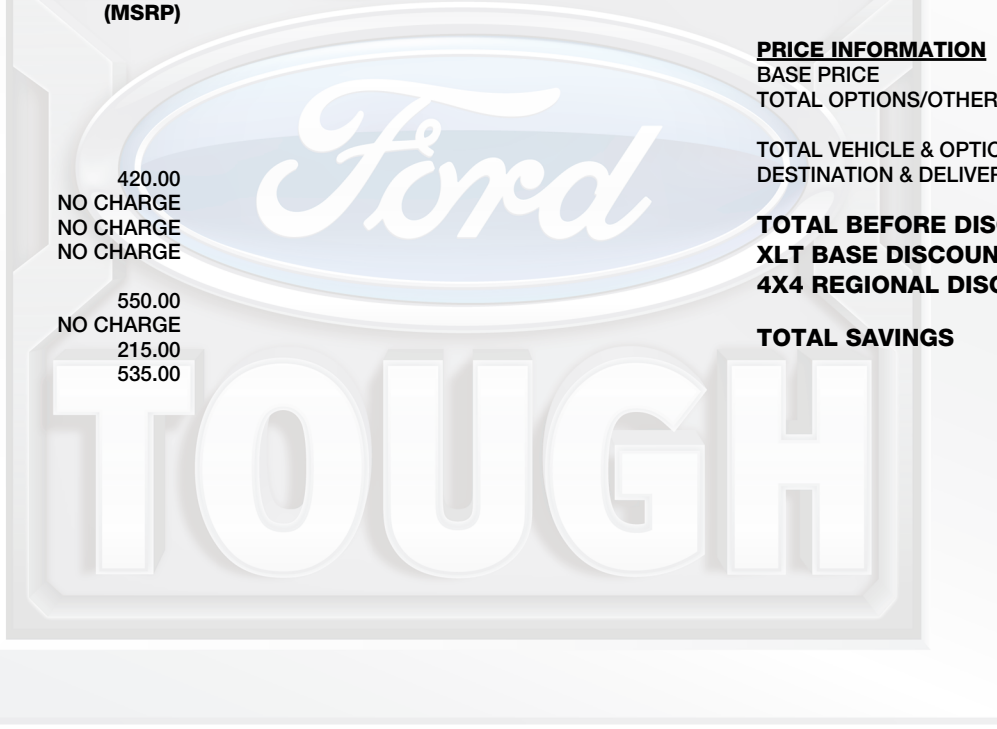 (MSRP)
420.00
NO CHARGE
NO CHARGE
NO CHARGE
550.00
NO CHARGE
215.00
535.00
PRICE INFORMATION
BASE PRICE
TOTAL OPTIONS/OTHER
TOTAL VEHICLE & OPTIO
DESTINATION & DELIVER
TOTAL BEFORE DISC
XLT BASE DISCOUN
4X4 REGIONAL DISC
TOTAL SAVINGS
Ford
TOUGH